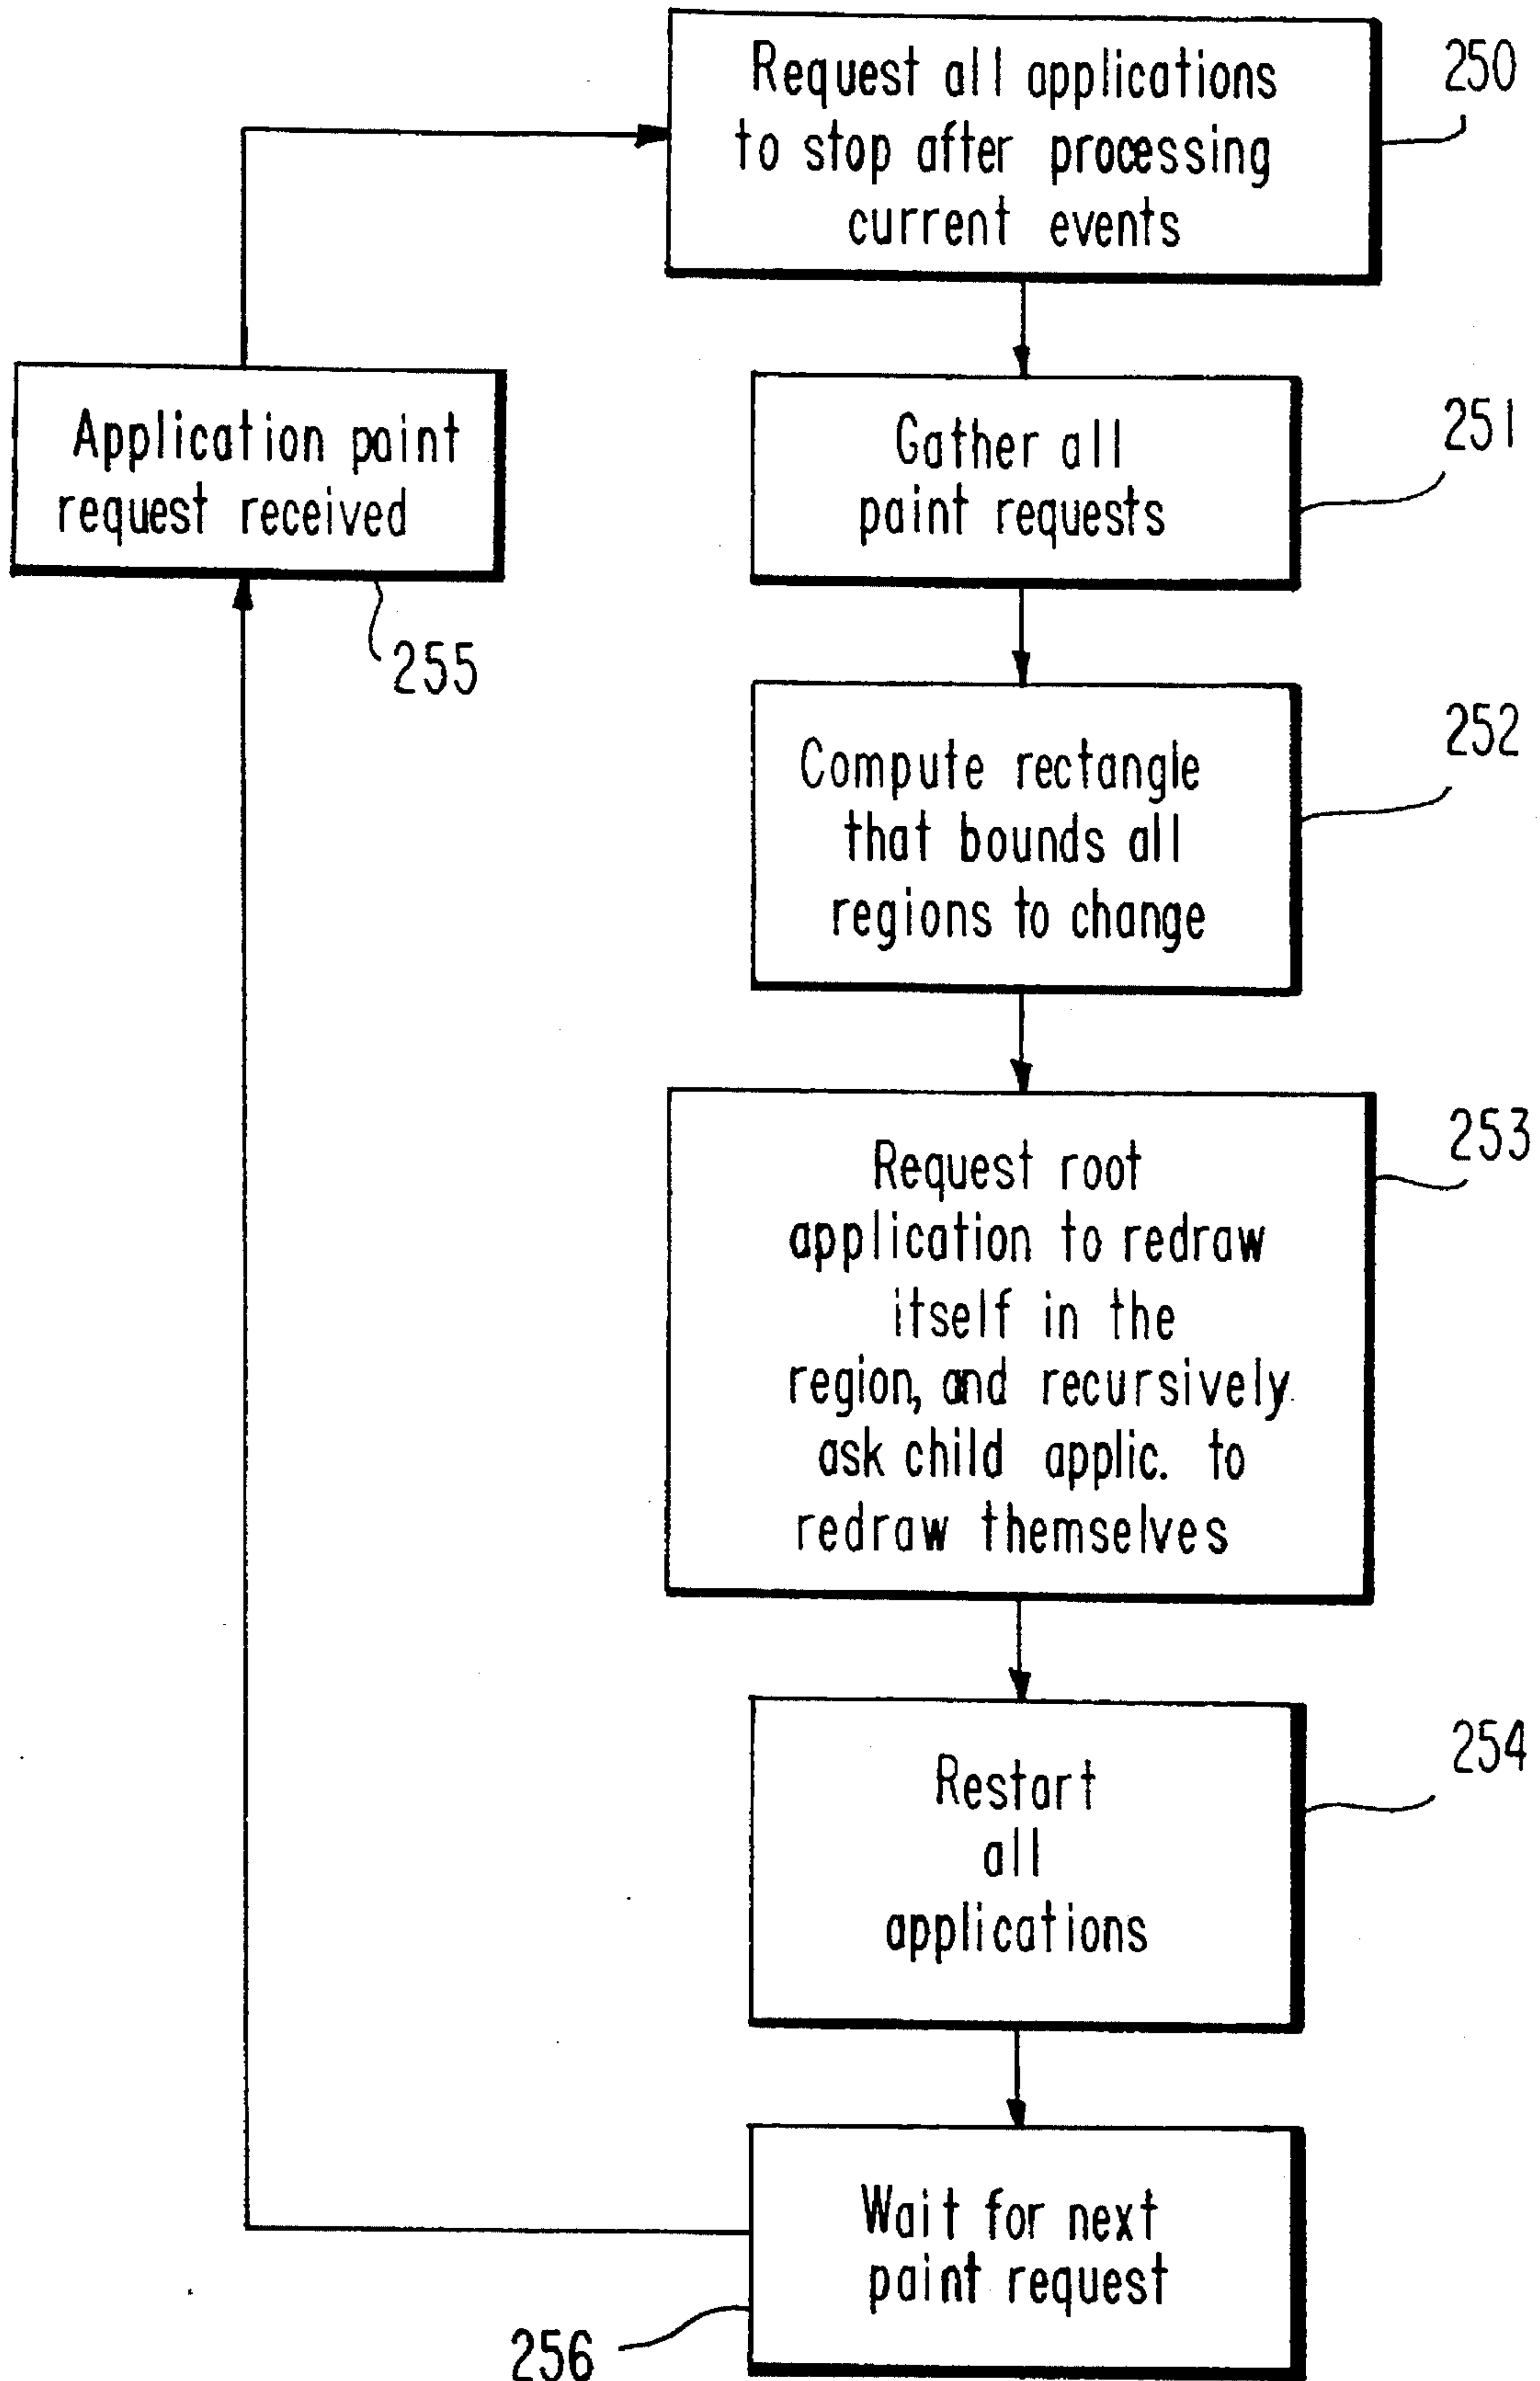 Request all applications
to stop after processing
current events
250
Application paint
request received
255
Gather all
paint requests
251
Compute rectangle
that bounds all
regions to change
252
Request root
application to redraw
itself in the
region, and recursively
ask child applic. to
redraw themselves
253
Restart
all
applications
254
Wait for next
paint request
256